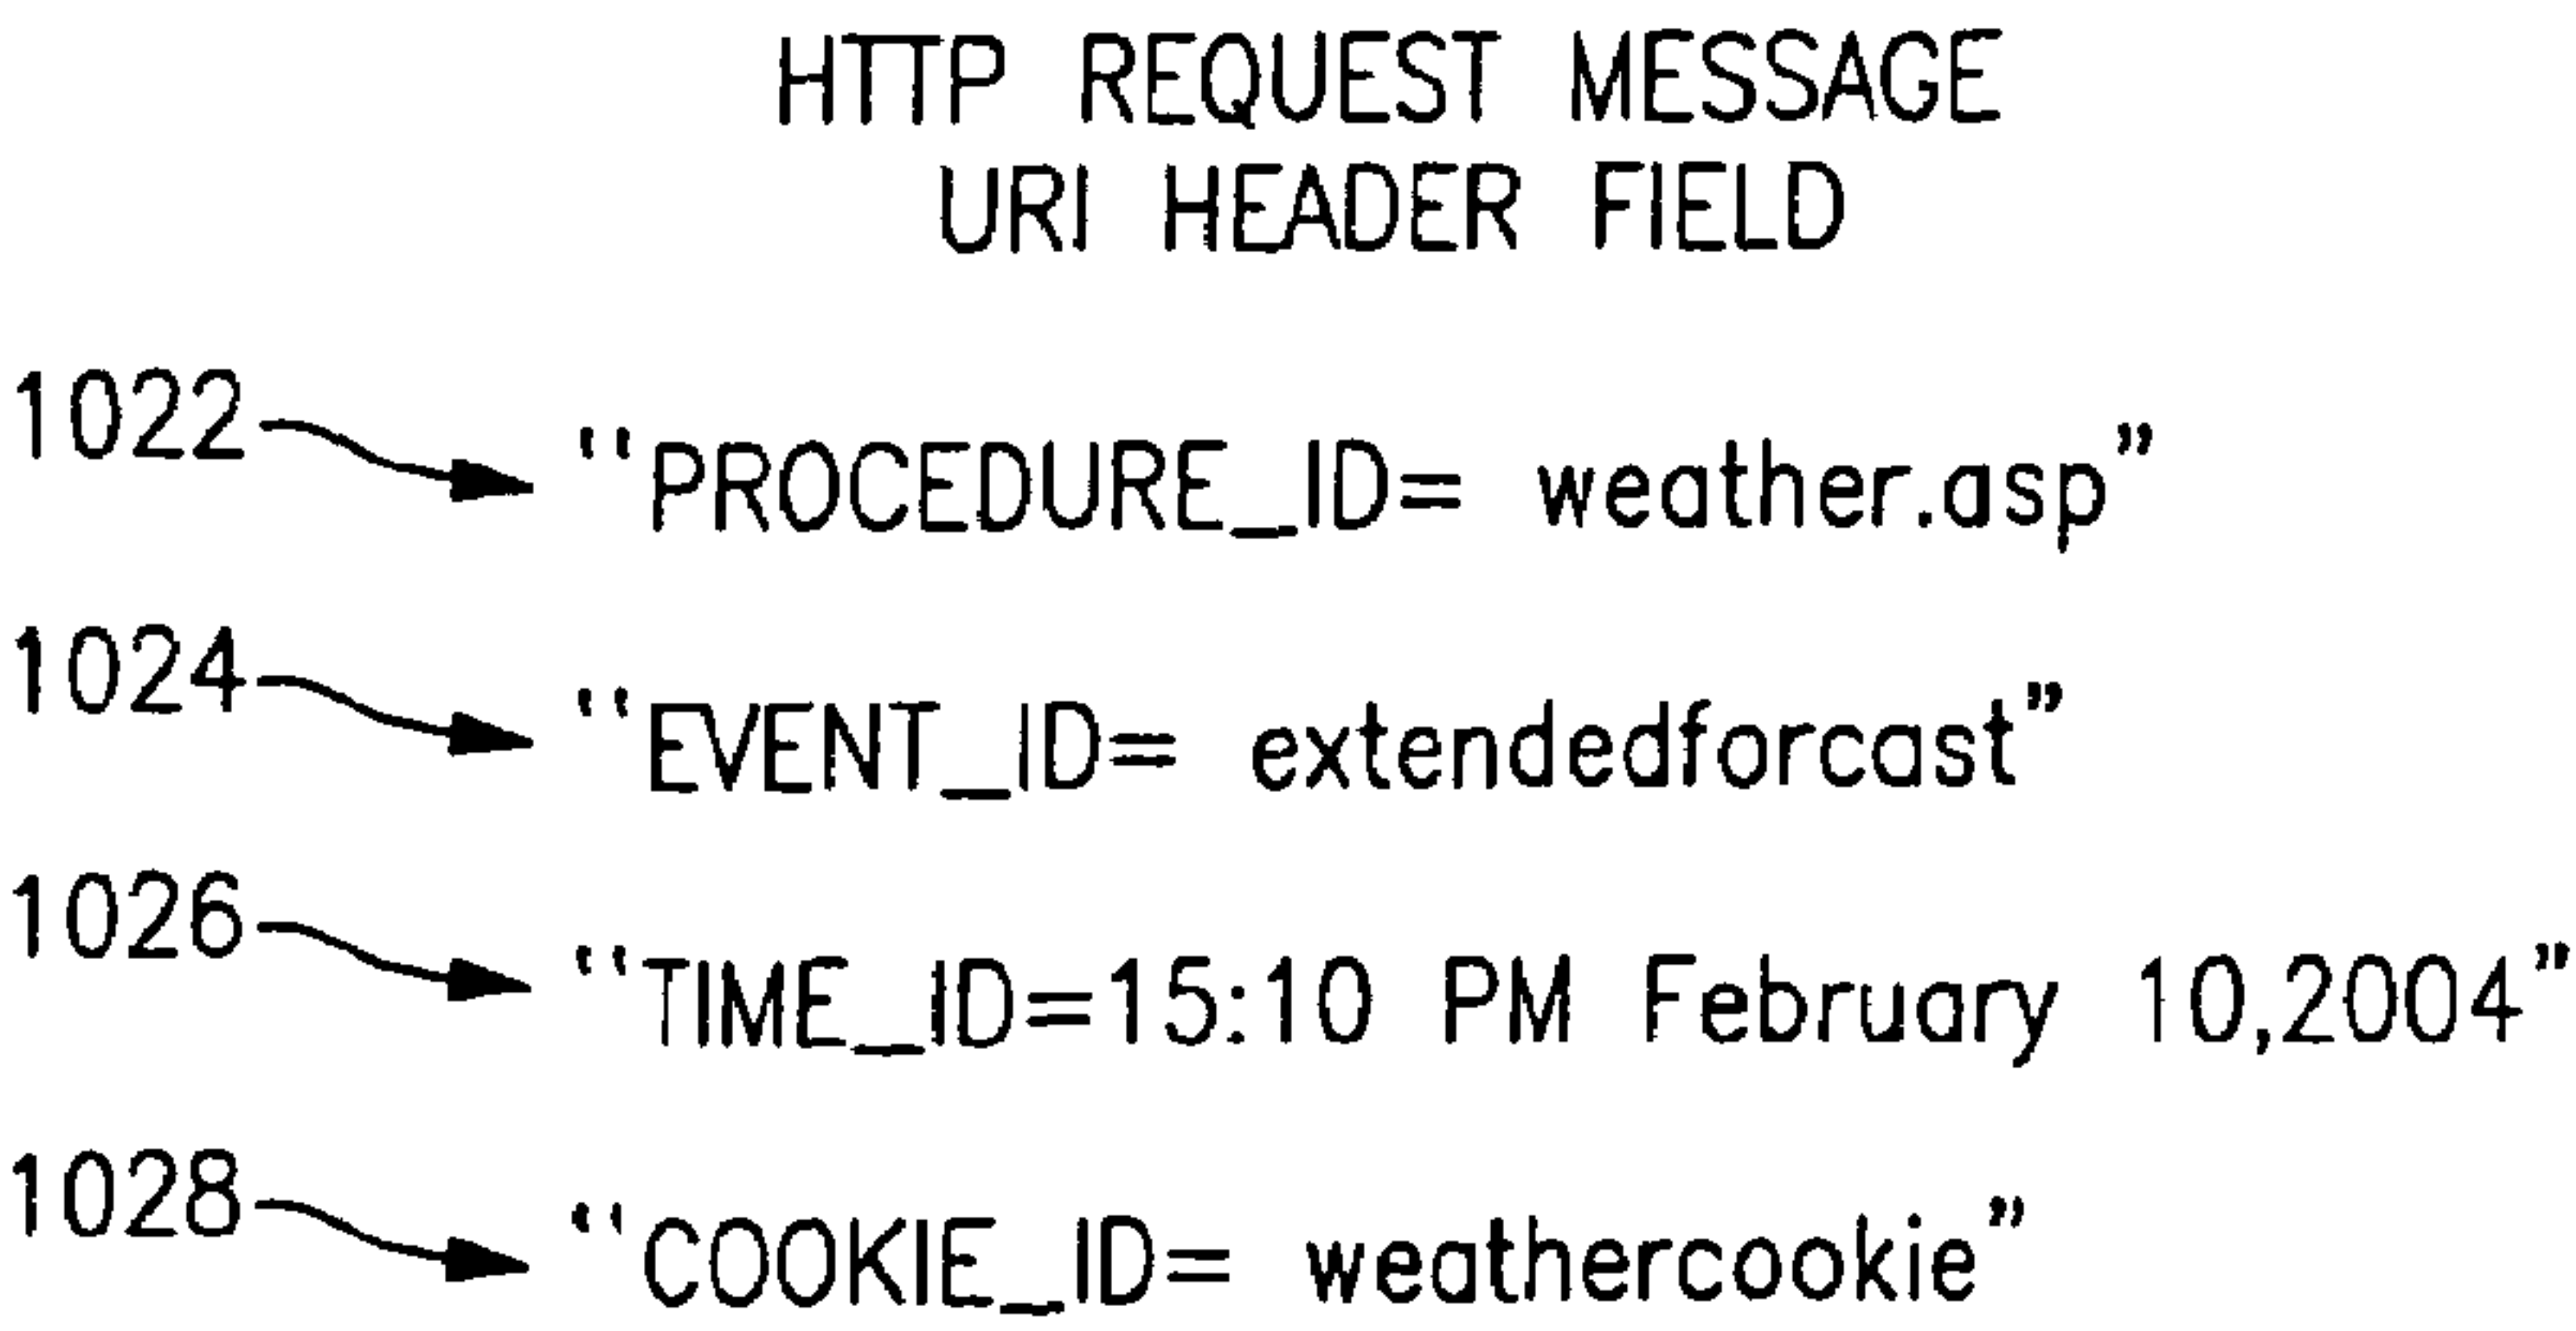 HTTP REQUEST MESSAGE
URI HEADER FIELD
1022 "PROCEDURE_ID= weather.asp"
1024 "EVENT_ID= extendedforcast"
1026 "TIME_ID=15:10 PM February 10,2004"
1028 "COOKIE_ID= weathercookie"